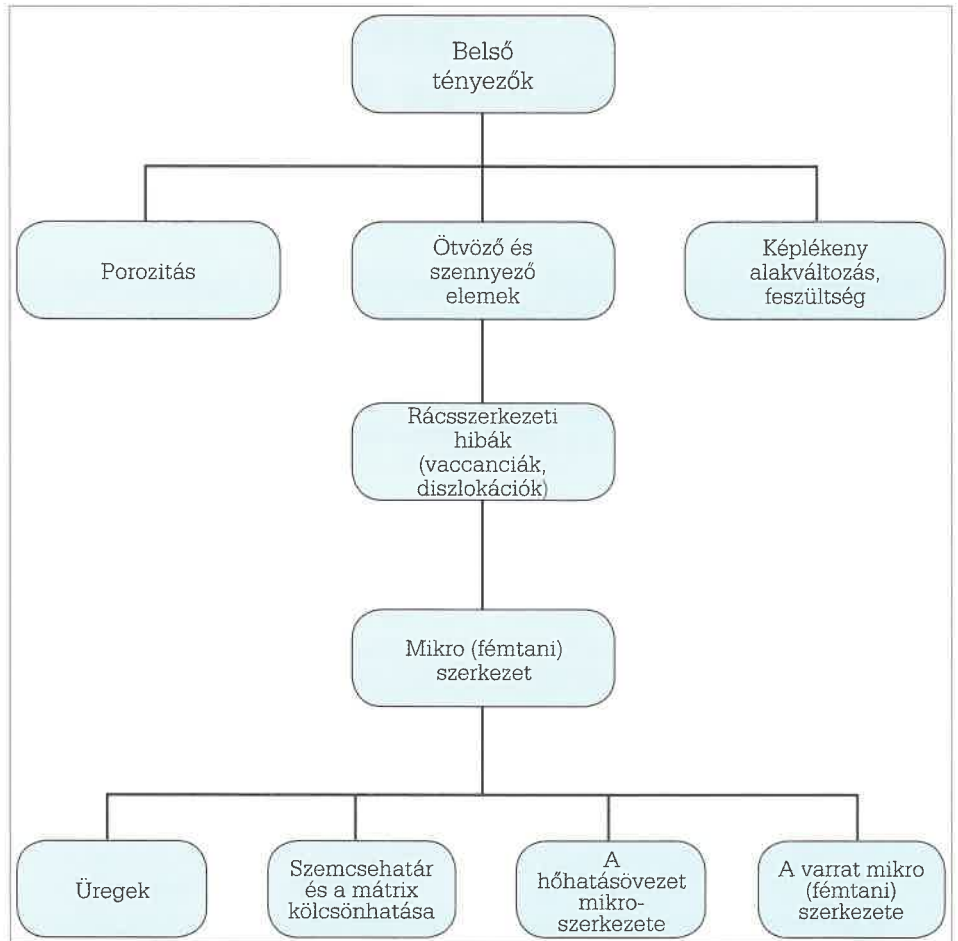 Belső
tényezők
Porozitás
Ötvöző és
szennyező
elemek
Képlékeny
alakváltozás,
feszültség
Rácsszerkezeti
hibák
(vaccanciák,
diszlokációk)
Mikro (fémtani)
szerkezet
Üregek
Szemcsehatár
és a mátrix
kölcsönhatása
A
hőhatásövezet
mikro-
szerkezete
A varrat mikro
(fémtani)
szerkezete